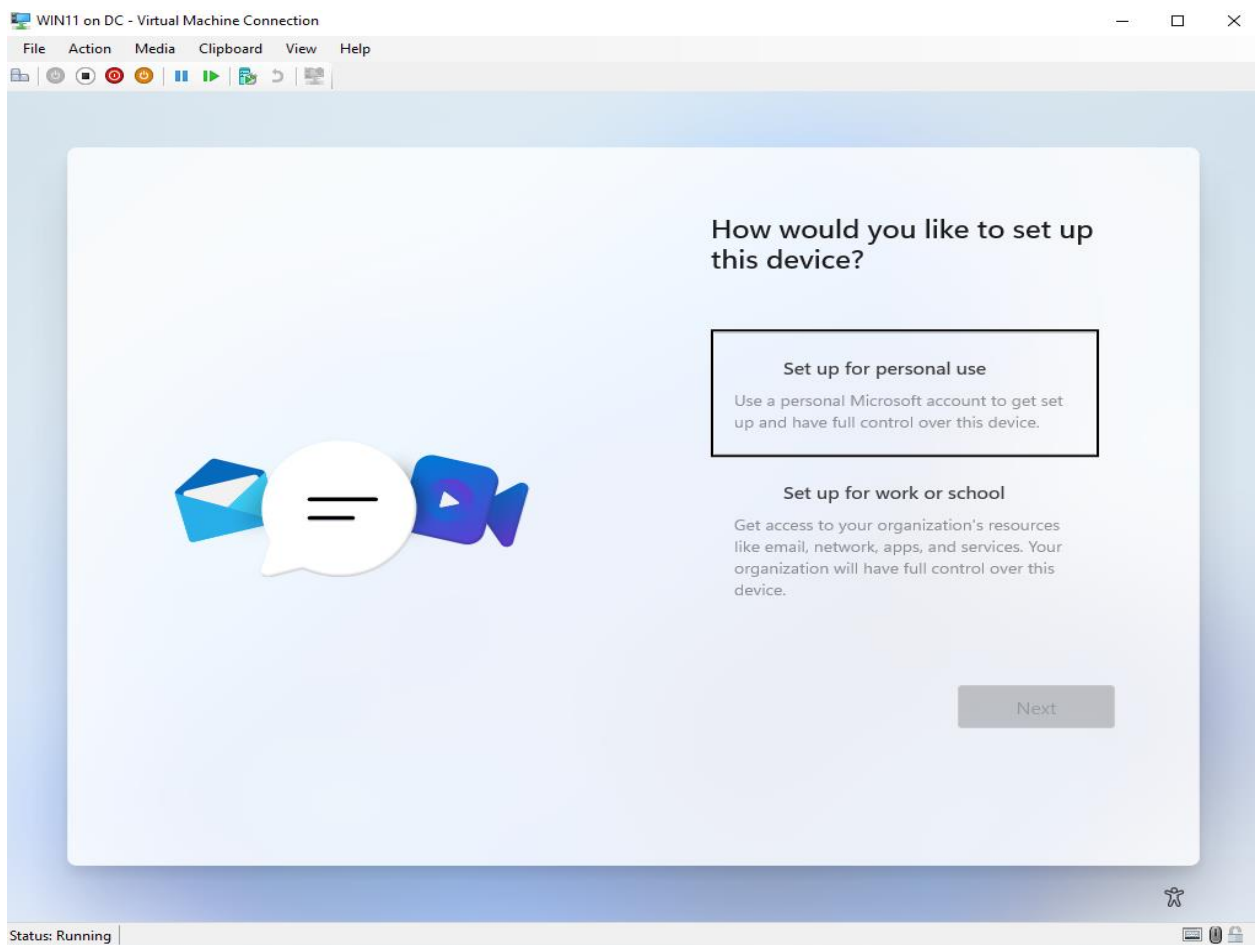 WIN11 on DC - Virtual Machine Connection
File Action Media Clipboard View Help
How would you like to set up
this device?
Set up for personal use
Use a personal Microsoft account to get set
up and have full control over this device.
Set up for work or school
Get access to your organization's resources
like email, network, apps, and services. Your
organization will have full control over this
device.
Next
Status: Running